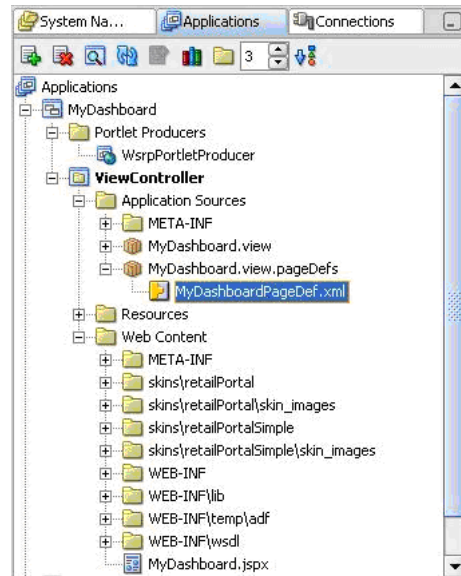 System Na... Applications Connections
3
Applications
MyDashboard
Portlet Producers
WsrpPortletProducer
ViewController
Application Sources
META-INF
MyDashboard.view
MyDashboard.view.pageDefs
MyDashboardPageDef.xml
Resources
Web Content
META-INF
skins\retailPortal
skins\retailPortal\skin_images
skins\retailPortalSimple
skins\retailPortalSimple\skin_images
WEB-INF
WEB-INF\lib
WEB-INF\temp\adf
WEB-INF\wsdl
MyDashboard.jspx